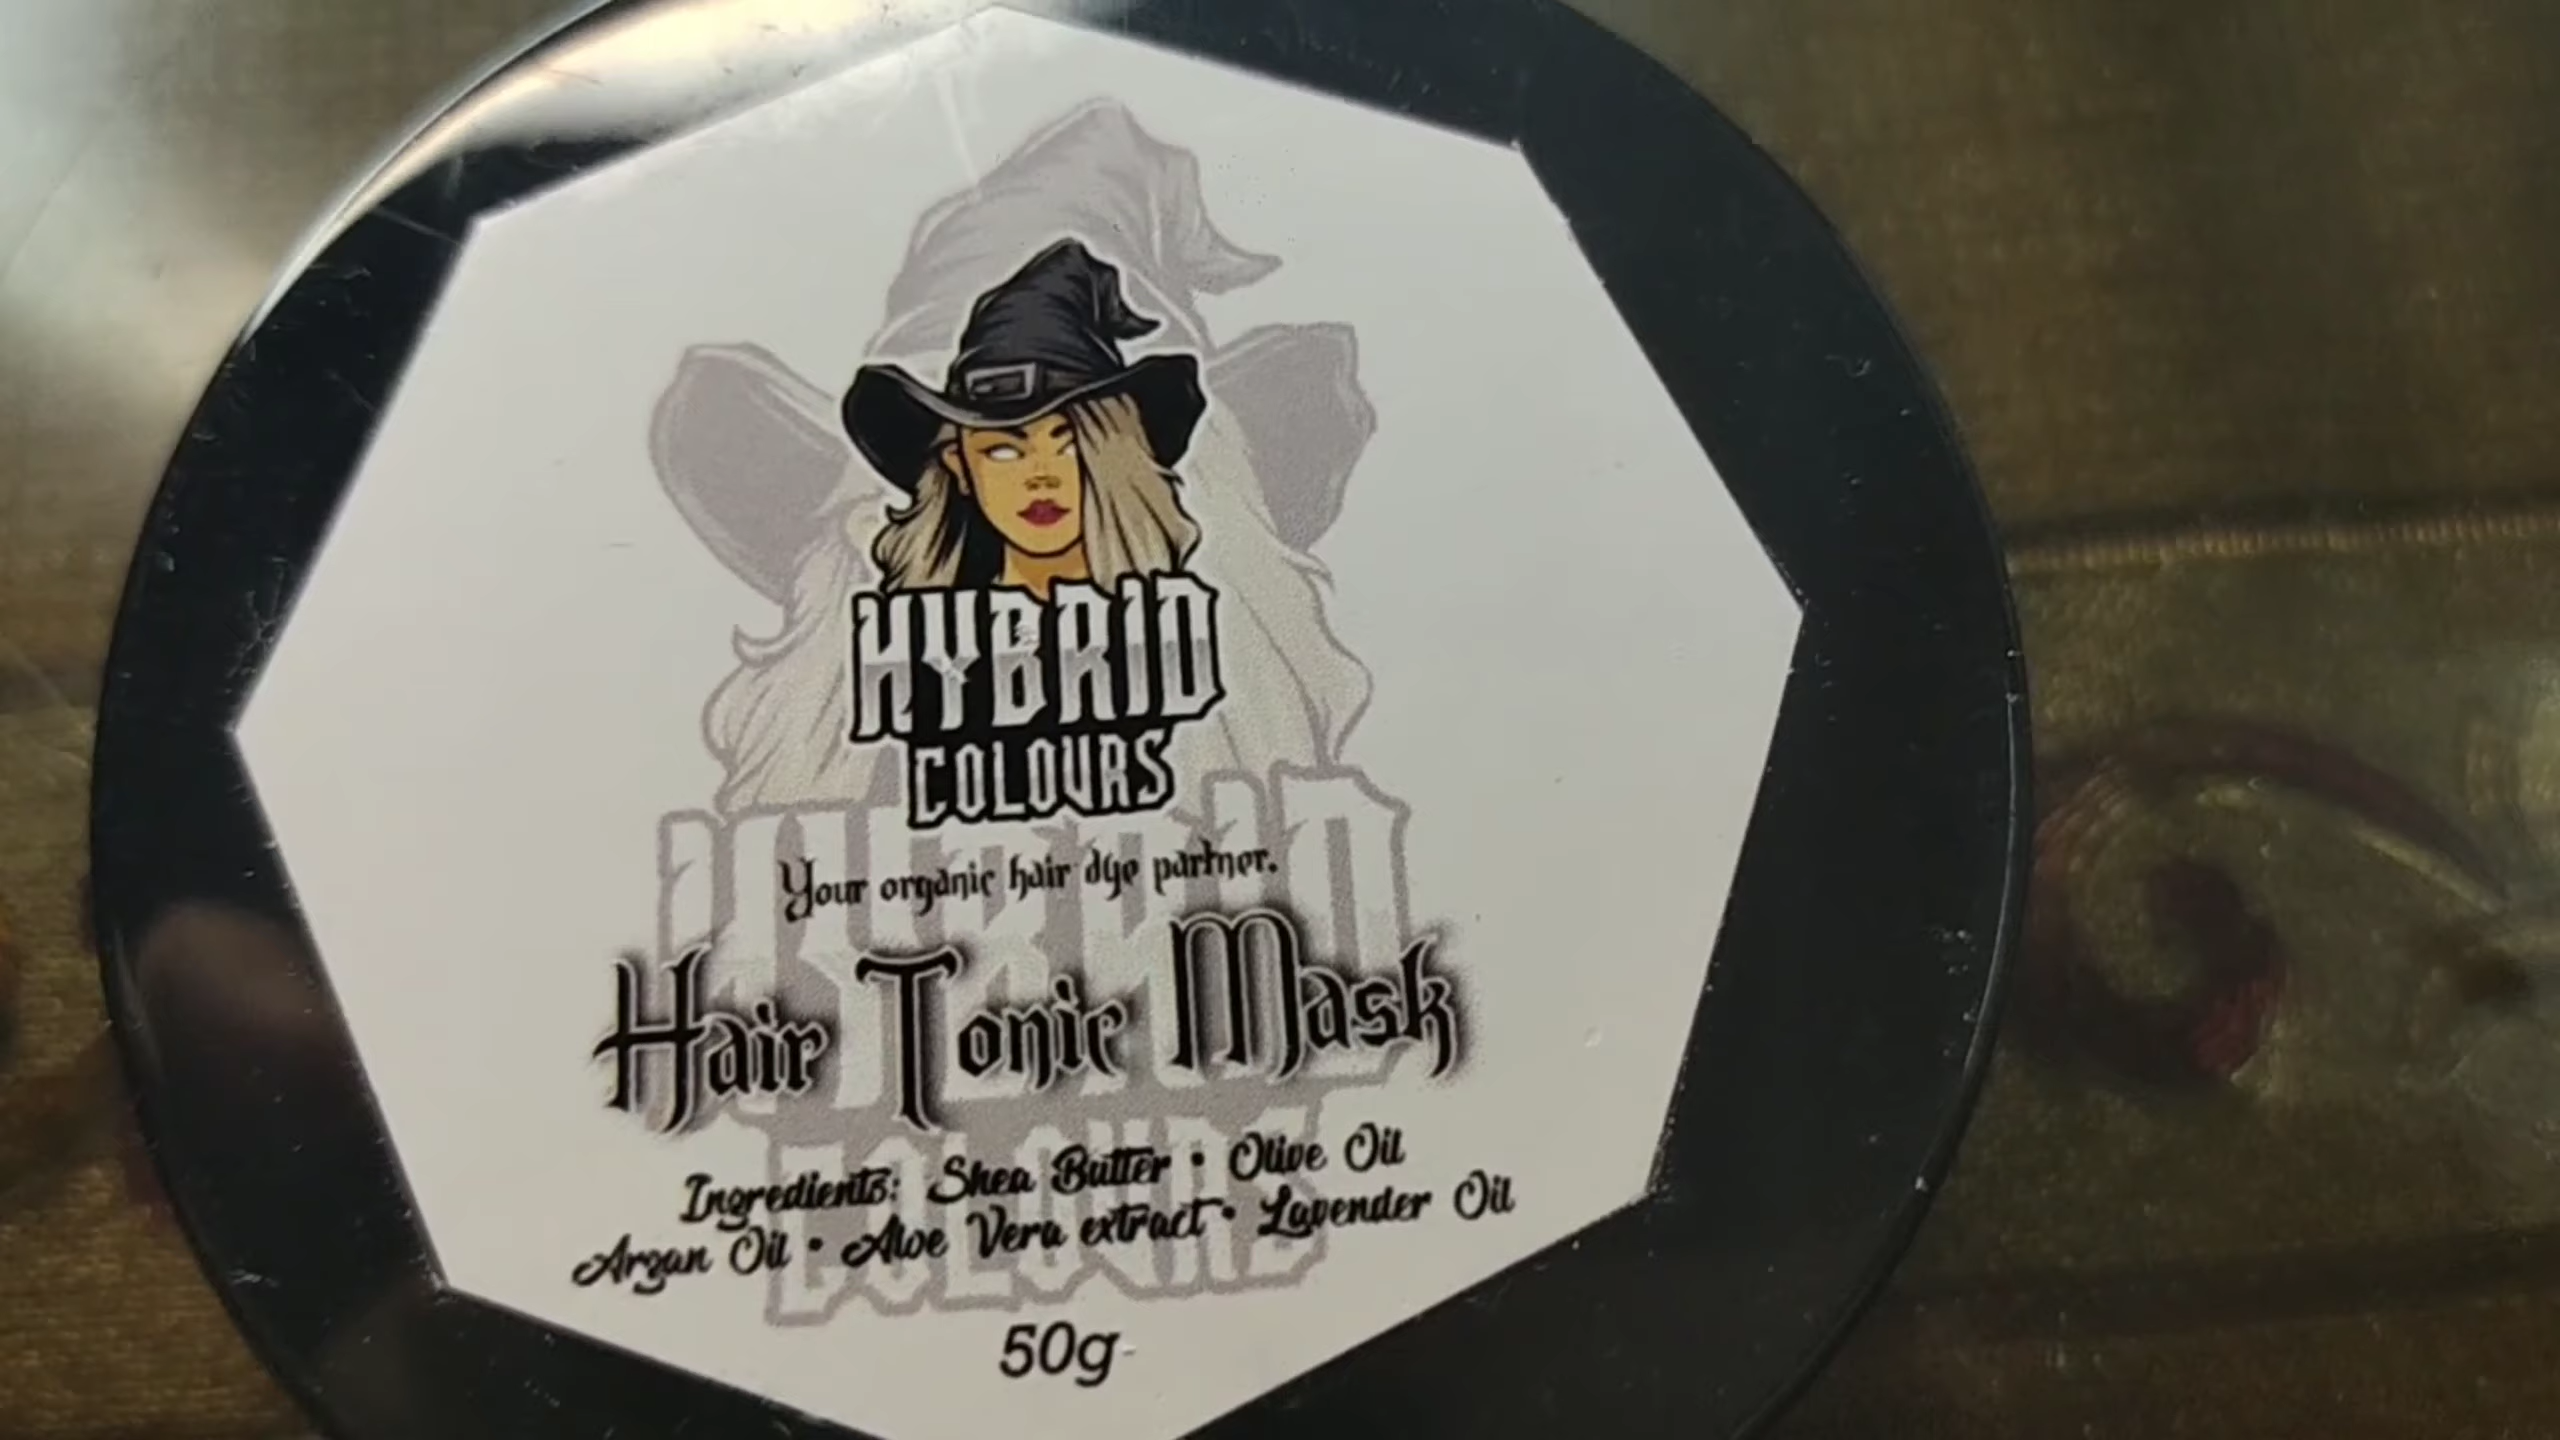 HYBRID
COLOURS
Your organic hair dye partner.
Hair Tonic Mask
Ingredients: Shea Butter • Olive Oil
Argan Oil • Aloe Vera extract • Lavender Oil
50g